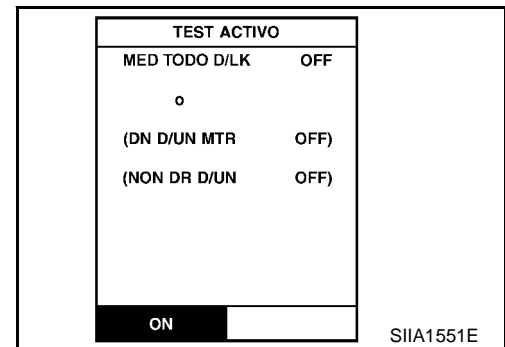 TEST ACTIVO
MED TODO D/LK OFF
o
(DN D/UN MTR OFF)
(NON DR D/UN OFF)
ON
SIIA1551E